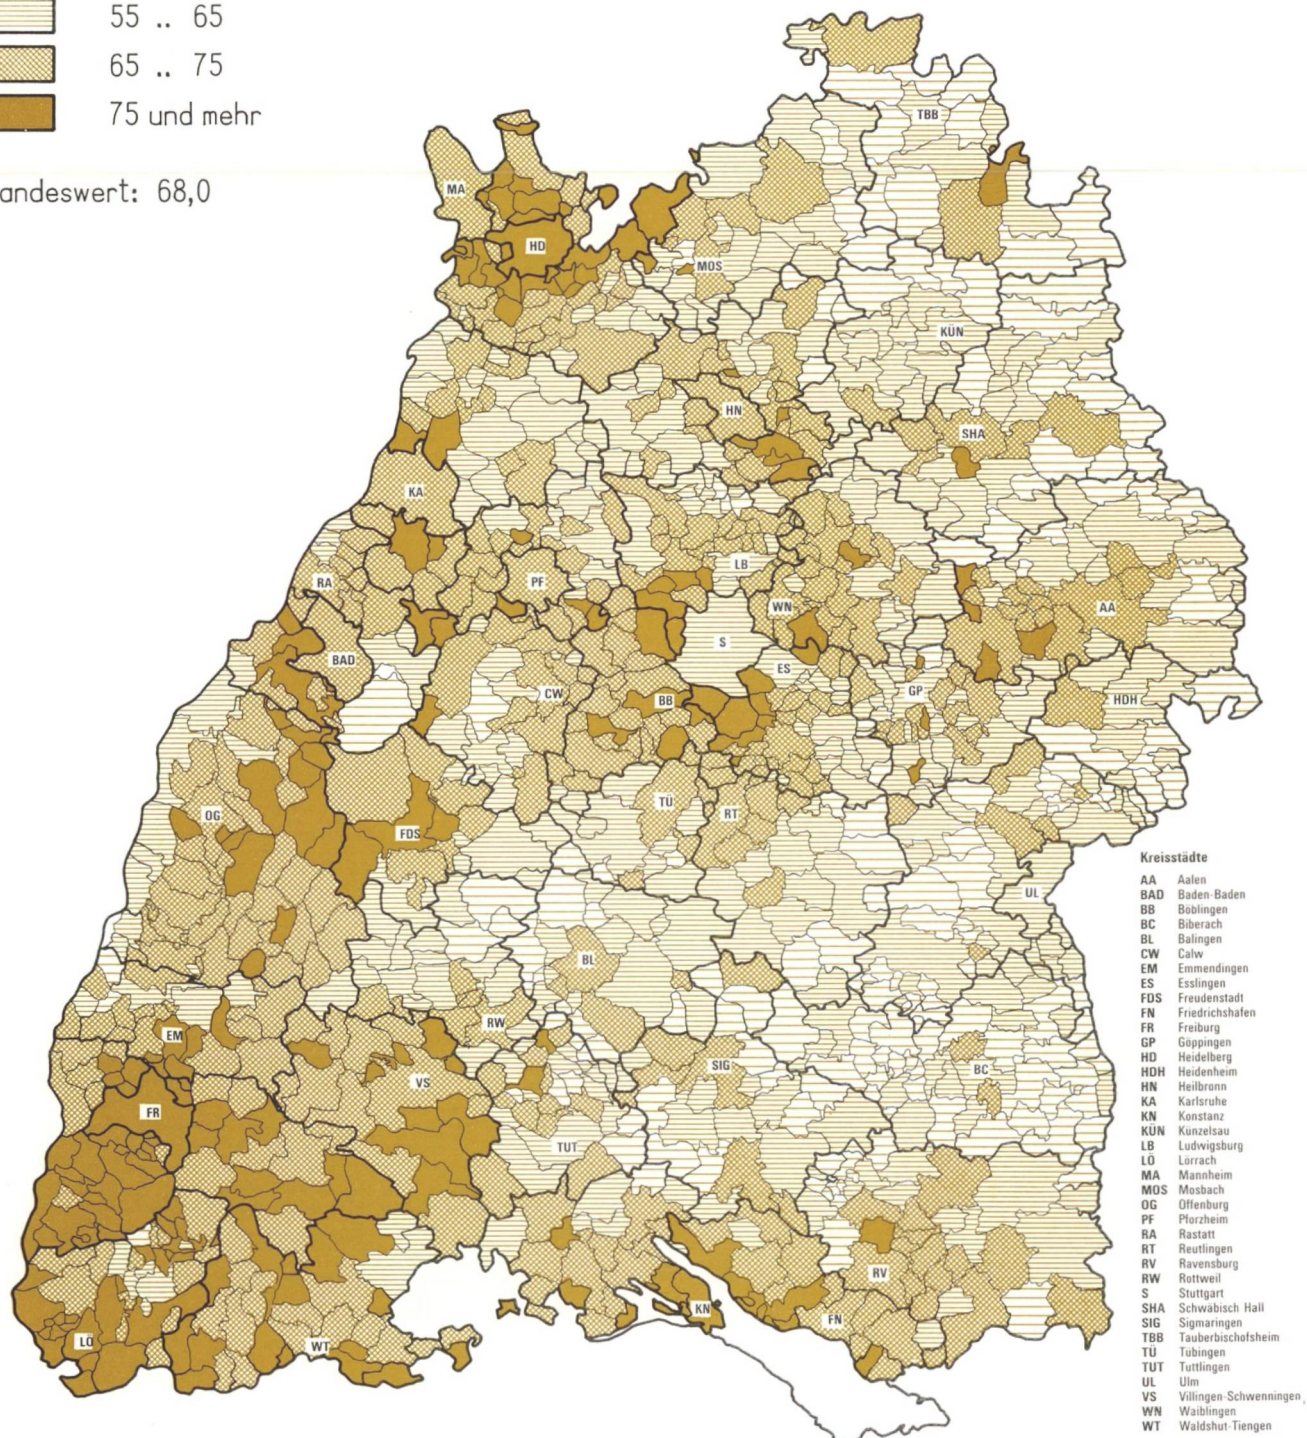 55 .. 65
65 .. 75
75 und mehr
andeswert: 68,0
TBB
MA
HD
MOS
KÜN
HN
SHA
KA
LB
RA
PF
WN
AA
S
BAD
ES
CW
BB
GP
HDH
TÜ
OG
RT
FDS
UL
BL
RW
EM
SIG
BC
VS
FR
TUT
RV
KN
FN
LÖ
WT
Kreisstädte
AA Aalen
BAD Baden-Baden
BB Böblingen
BC Biberach
BL Balingen
CW Calw
EM Emmendingen
ES Esslingen
FDS Freudenstadt
FN Friedrichshafen
FR Freiburg
GP Göppingen
HD Heidelberg
HDH Heidenheim
HN Heilbronn
KA Karlsruhe
KN Konstanz
KÜN Künzelsau
LB Ludwigsburg
LÖ Lörrach
MA Mannheim
MOS Mosbach
OG Offenburg
PF Pforzheim
RA Rastatt
RT Reutlingen
RV Ravensburg
RW Rottweil
S Stuttgart
SHA Schwäbisch Hall
SIG Sigmaringen
TBB Tauberbischofsheim
TÜ Tübingen
TUT Tuttlingen
UL Ulm
VS Villingen-Schwenningen
WN Waiblingen
WT Waldshut-Tiengen